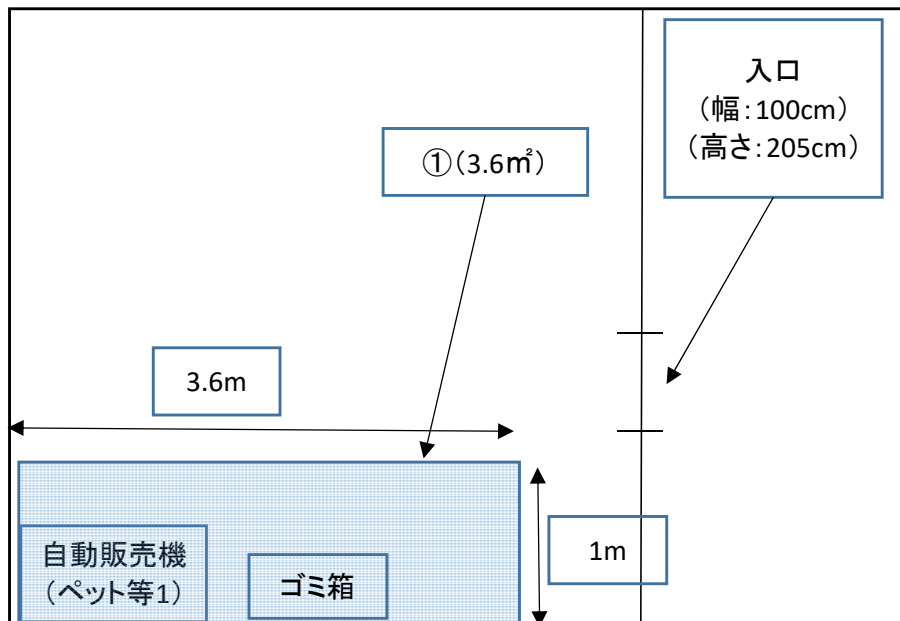 入口
（幅：100cm）
（高さ：205cm）
①（3.6㎡）
3.6m
1m
自動販売機
（ペット等1）
ゴミ箱